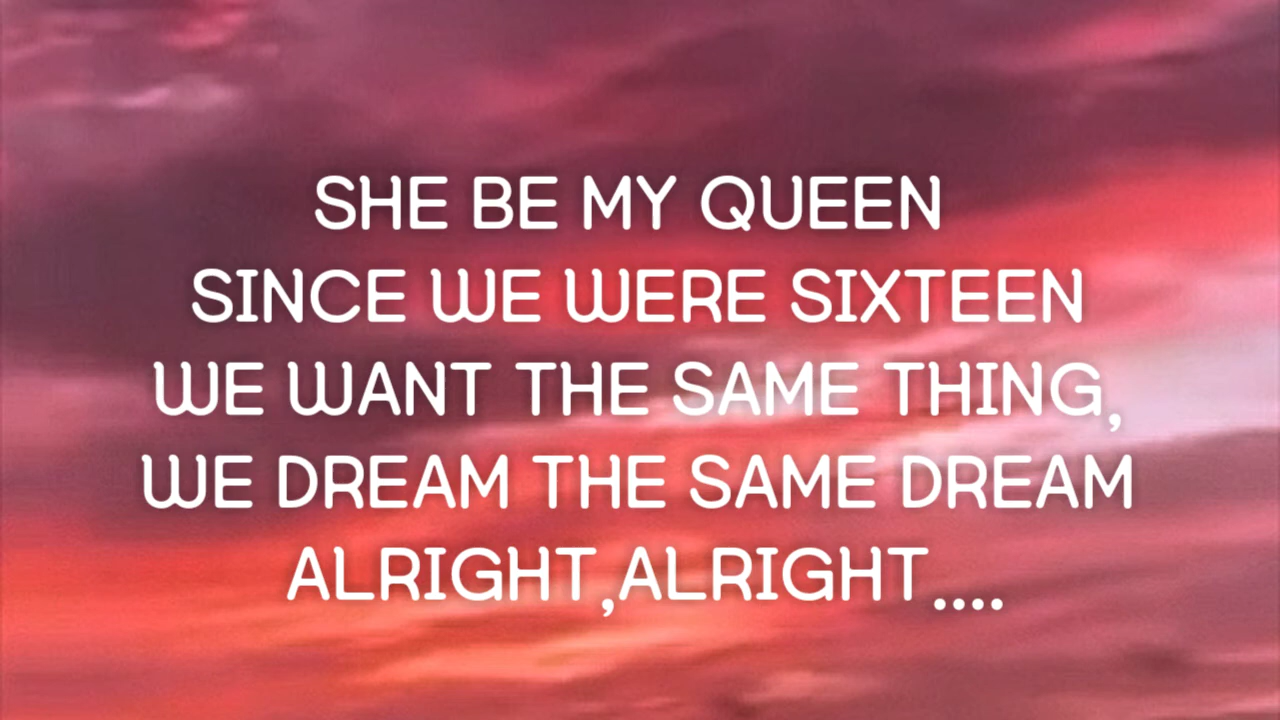 SHE BE MY QUEEN
SINCE WE WERE SIXTEEN
WE WANT THE SAME THING,
WE DREAM THE SAME DREAM
ALRIGHT,ALRIGHT....